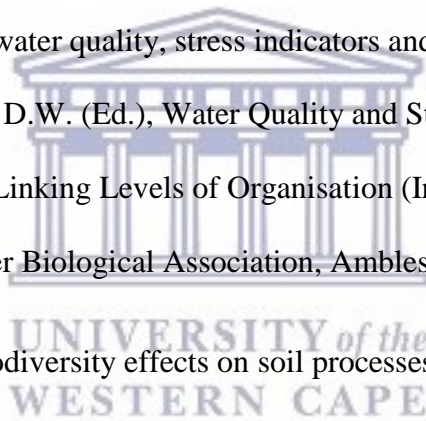 water quality, stress indicators and
D.W. (Ed.), Water Quality and St
Linking Levels of Organisation (In
er Biological Association, Ambles
UNIVERSITY of the
odiversity effects on soil processes
WESTERN CAPE